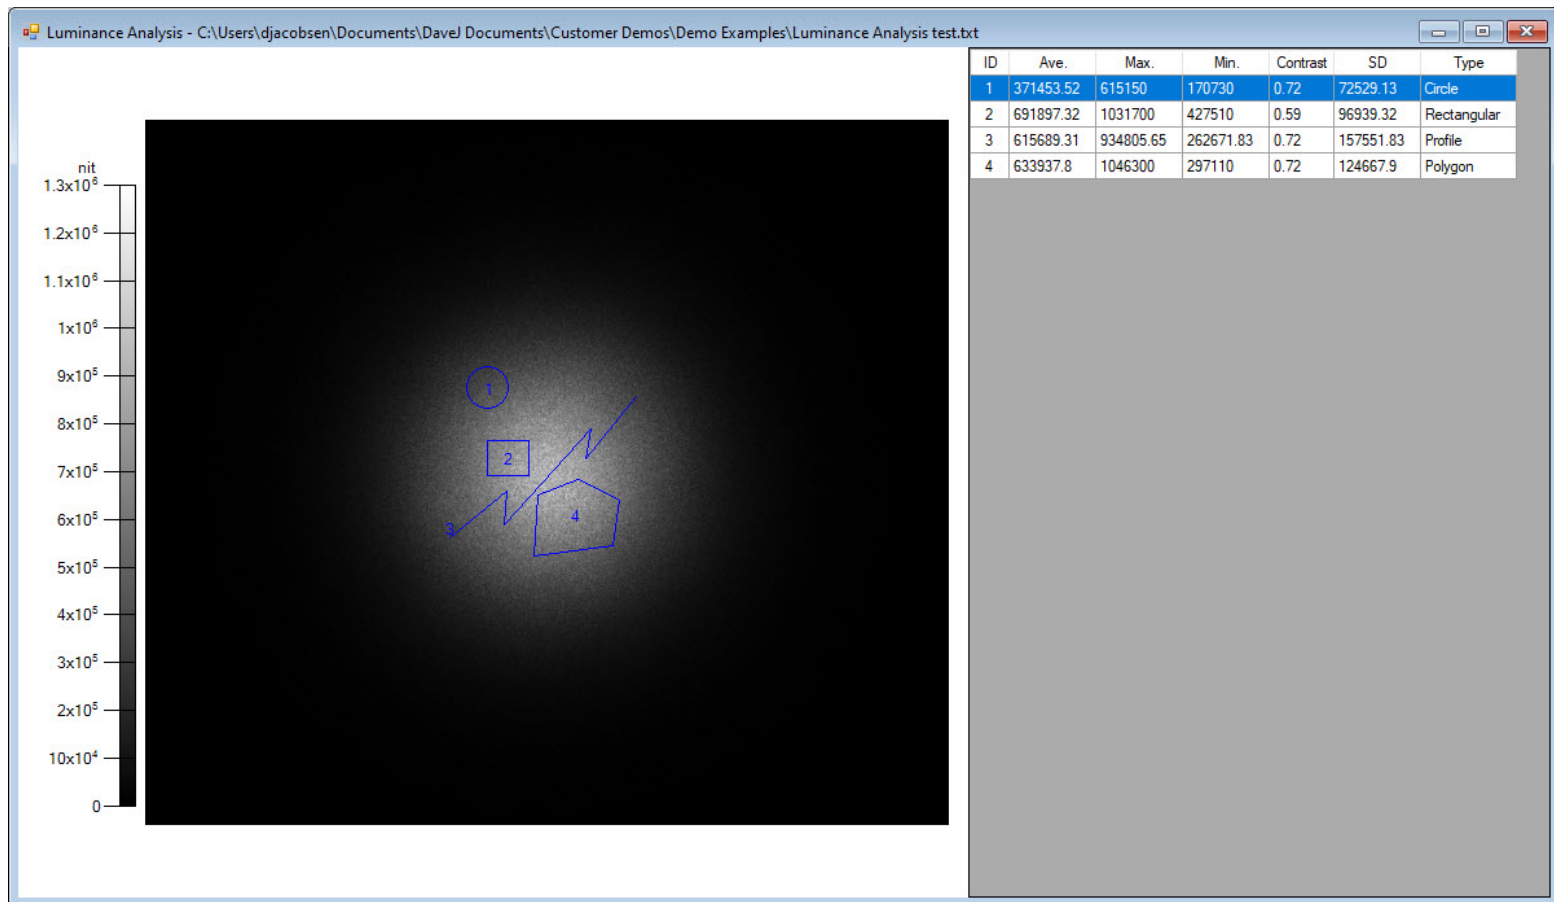 Luminance Analysis - C:\Users\djacobsen\Documents\DaveJ Documents\Customer Demos\Demo Examples\Luminance Analysis test.txt
ID Ave. Max. Min. Contrast SD Type
1 371453.52 615150 170730 0.72 72529.13 Circle
2 691897.32 1031700 427510 0.59 96939.32 Rectangular
3 615689.31 934805.65 262671.83 0.72 157551.83 Profile
4 633937.8 1046300 297110 0.72 124667.9 Polygon
nit
1.3x10⁶
1.2x10⁶
1.1x10⁶
1x10⁶
9x10⁵
8x10⁵
7x10⁵
6x10⁵
5x10⁵
4x10⁵
3x10⁵
2x10⁵
10x10⁴
0
1
2
3
4